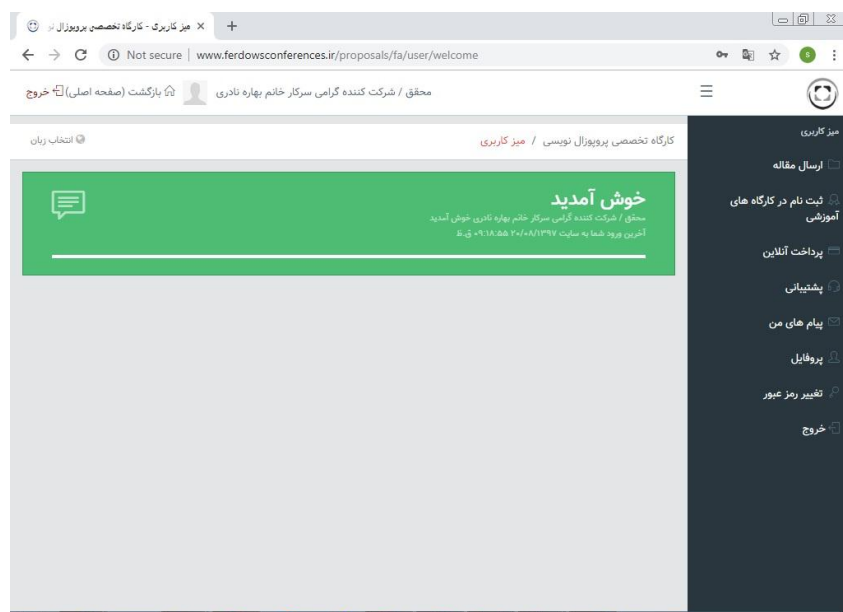 میز کاربری - کارگاه تخصصی پروپوزال نو
Not secure | www.ferdowsconferences.ir/proposals/fa/user/welcome
s
محقق / شرکت کننده گرامی سرکار خانم بهاره نادری
بازگشت (صفحه اصلی)
خروج
کارگاه تخصصی پروپوزال نویسی / میز کاربری
انتخاب زبان
خوش آمدید
محقق / شرکت کننده گرامی سرکار خانم بهاره نادری خوش آمدید
آخرین ورود شما به سایت ۲۰/۰۸/۱۳۹۷ ۰۹:۱۸:۵۵ ق.ظ
میز کاربری
ارسال مقاله
ثبت نام در کارگاه های
آموزشی
پرداخت آنلاین
پشتیبانی
پیام های من
پروفایل
تغییر رمز عبور
خروج